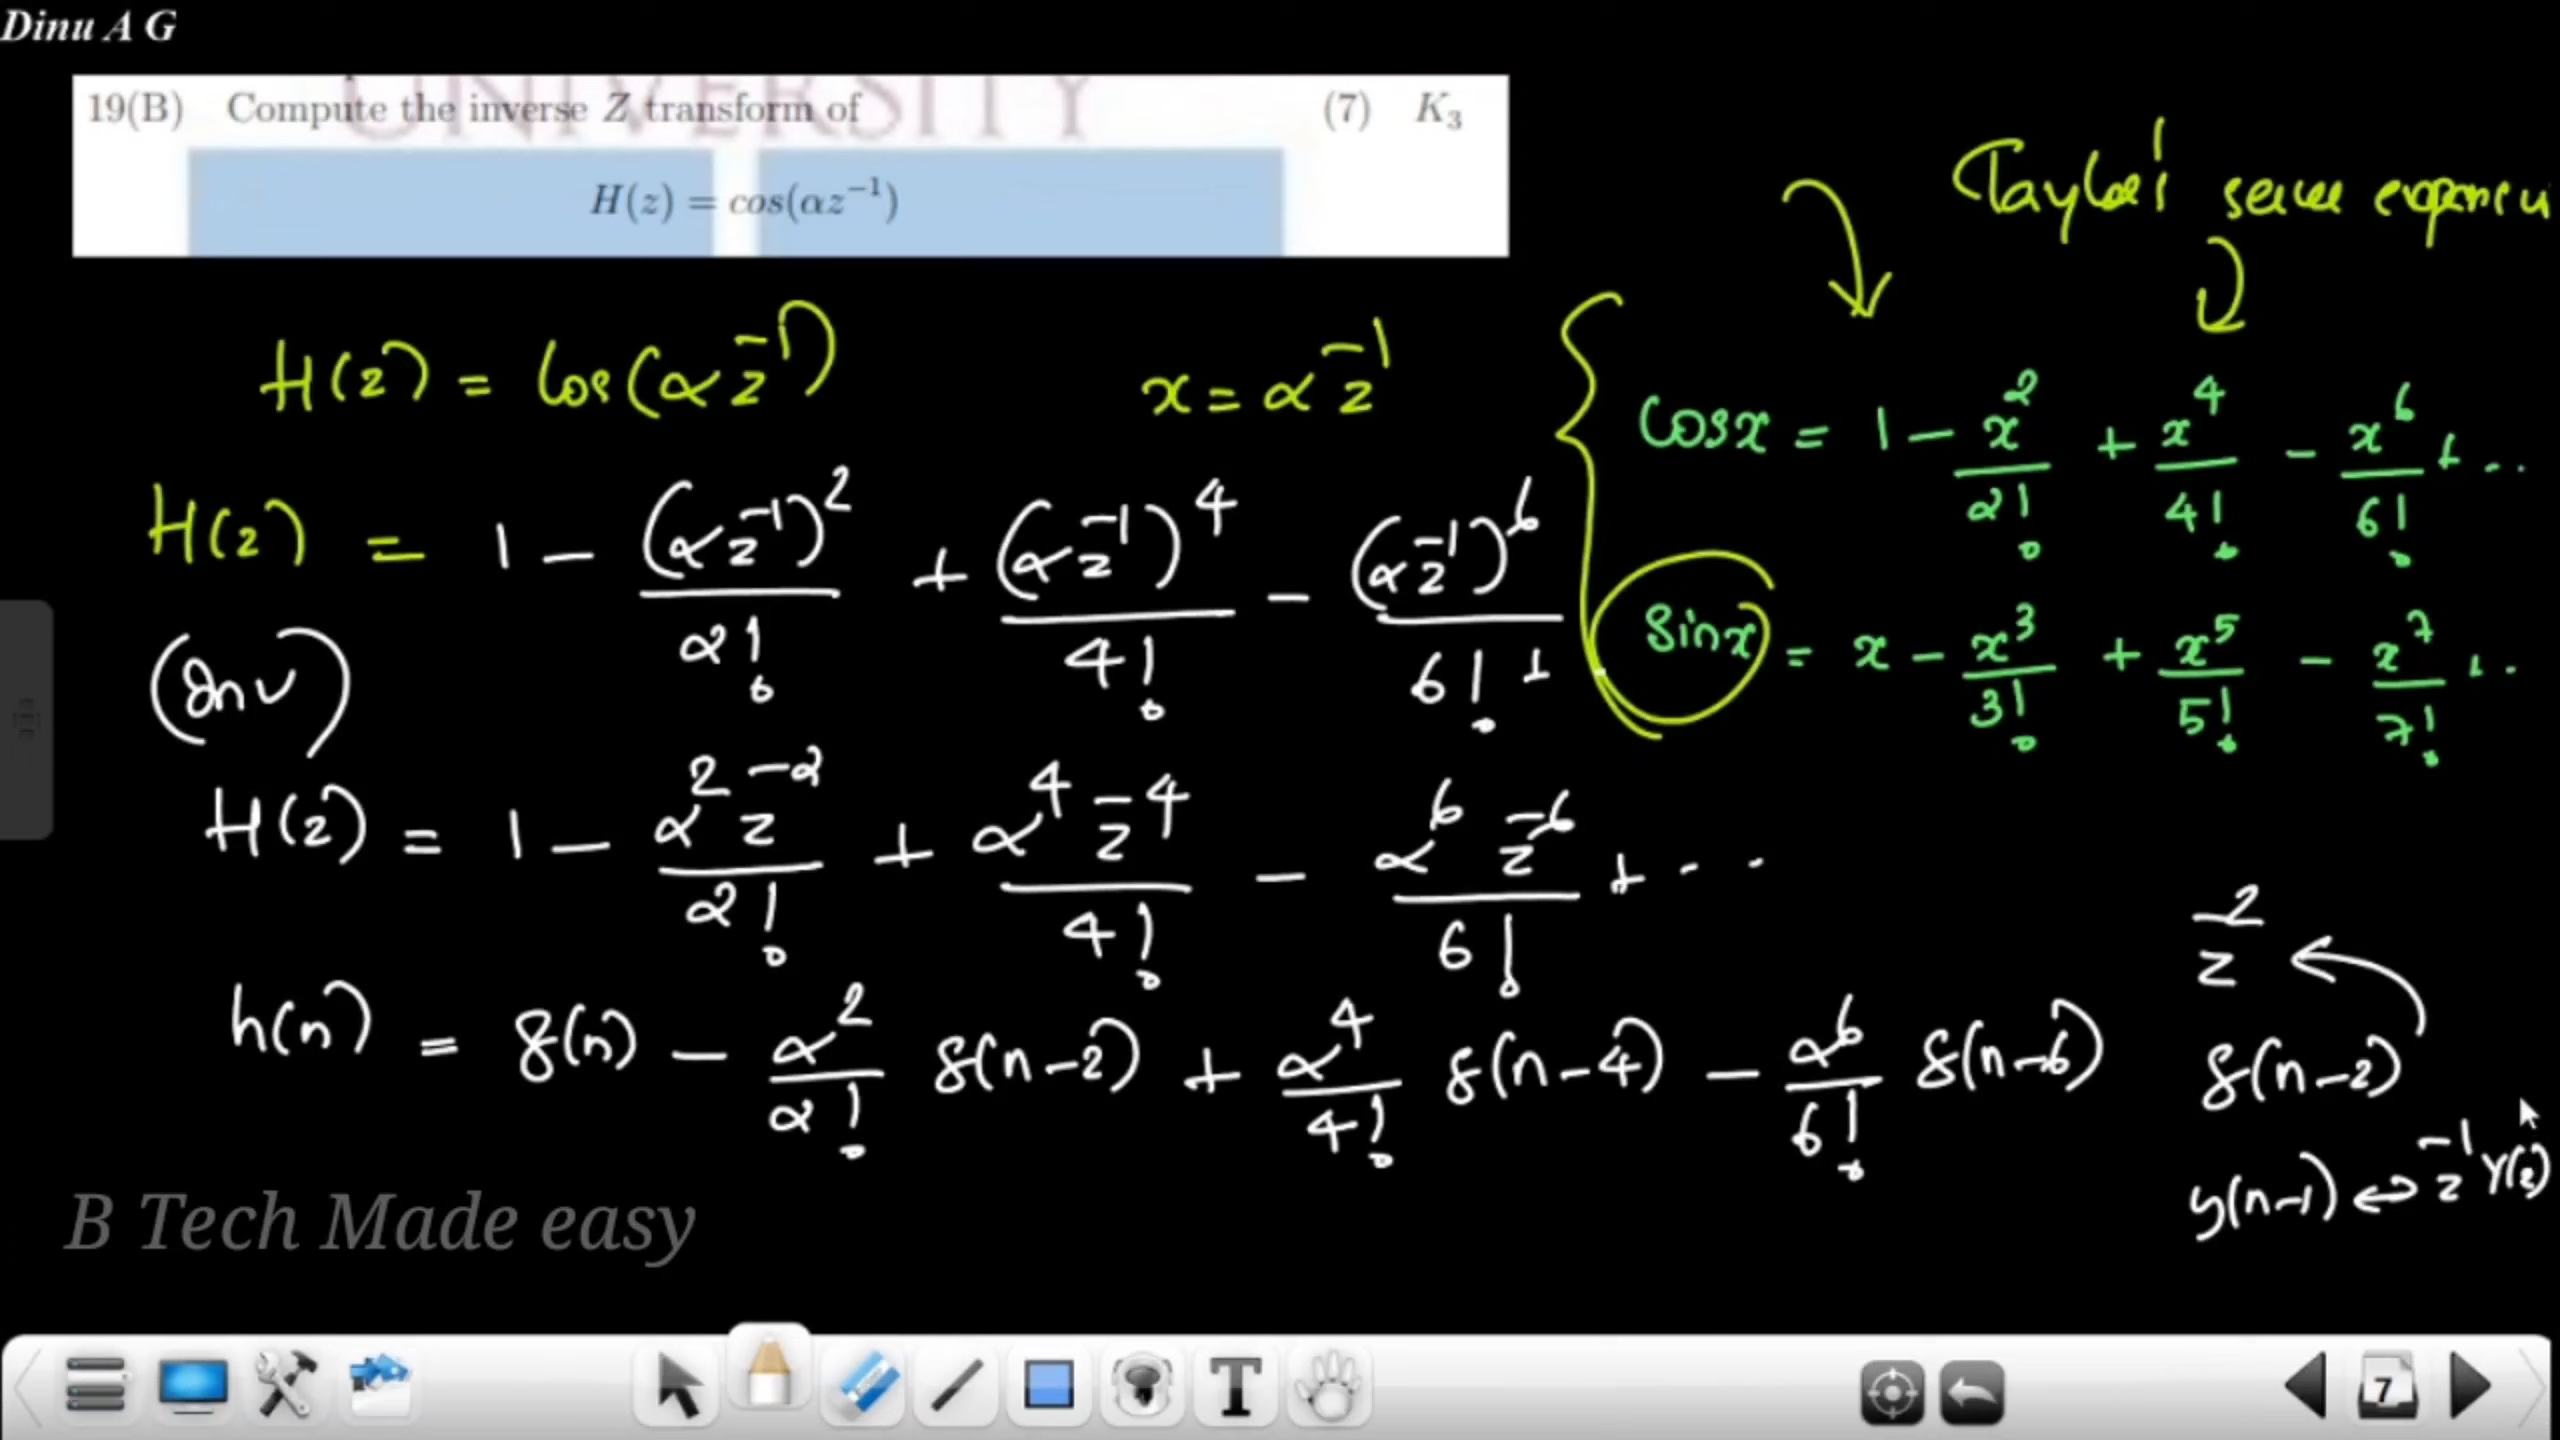 Dinu A G
UNIVERSITY
19(B) Compute the inverse Z transform of (7) K₃
H(z) = cos(αz⁻¹)
Taylor's series
H(z) = cos(αz⁻¹)
x = αz⁻¹
cosx = 1 - x²/2! + x⁴/4! - x⁶/6! + ..
H(z) = 1 - (αz⁻¹)²/2! + (αz⁻¹)⁴/4! - (αz⁻¹)⁶/6! +
sinx = x - x³/3! + x⁵/5! - x⁷/7! + ..
(Inv)
H(z) = 1 - α²z⁻²/2! + α⁴z⁻⁴/4! - α⁶z⁻⁶/6! + ..
z⁻²
h(n) = δ(n) - α²/2! δ(n-2) + α⁴/4! δ(n-4) - α⁶/6! δ(n-6)
δ(n-2)
y(n-1) ↔ z⁻¹Y(z)
B Tech Made easy
T
7